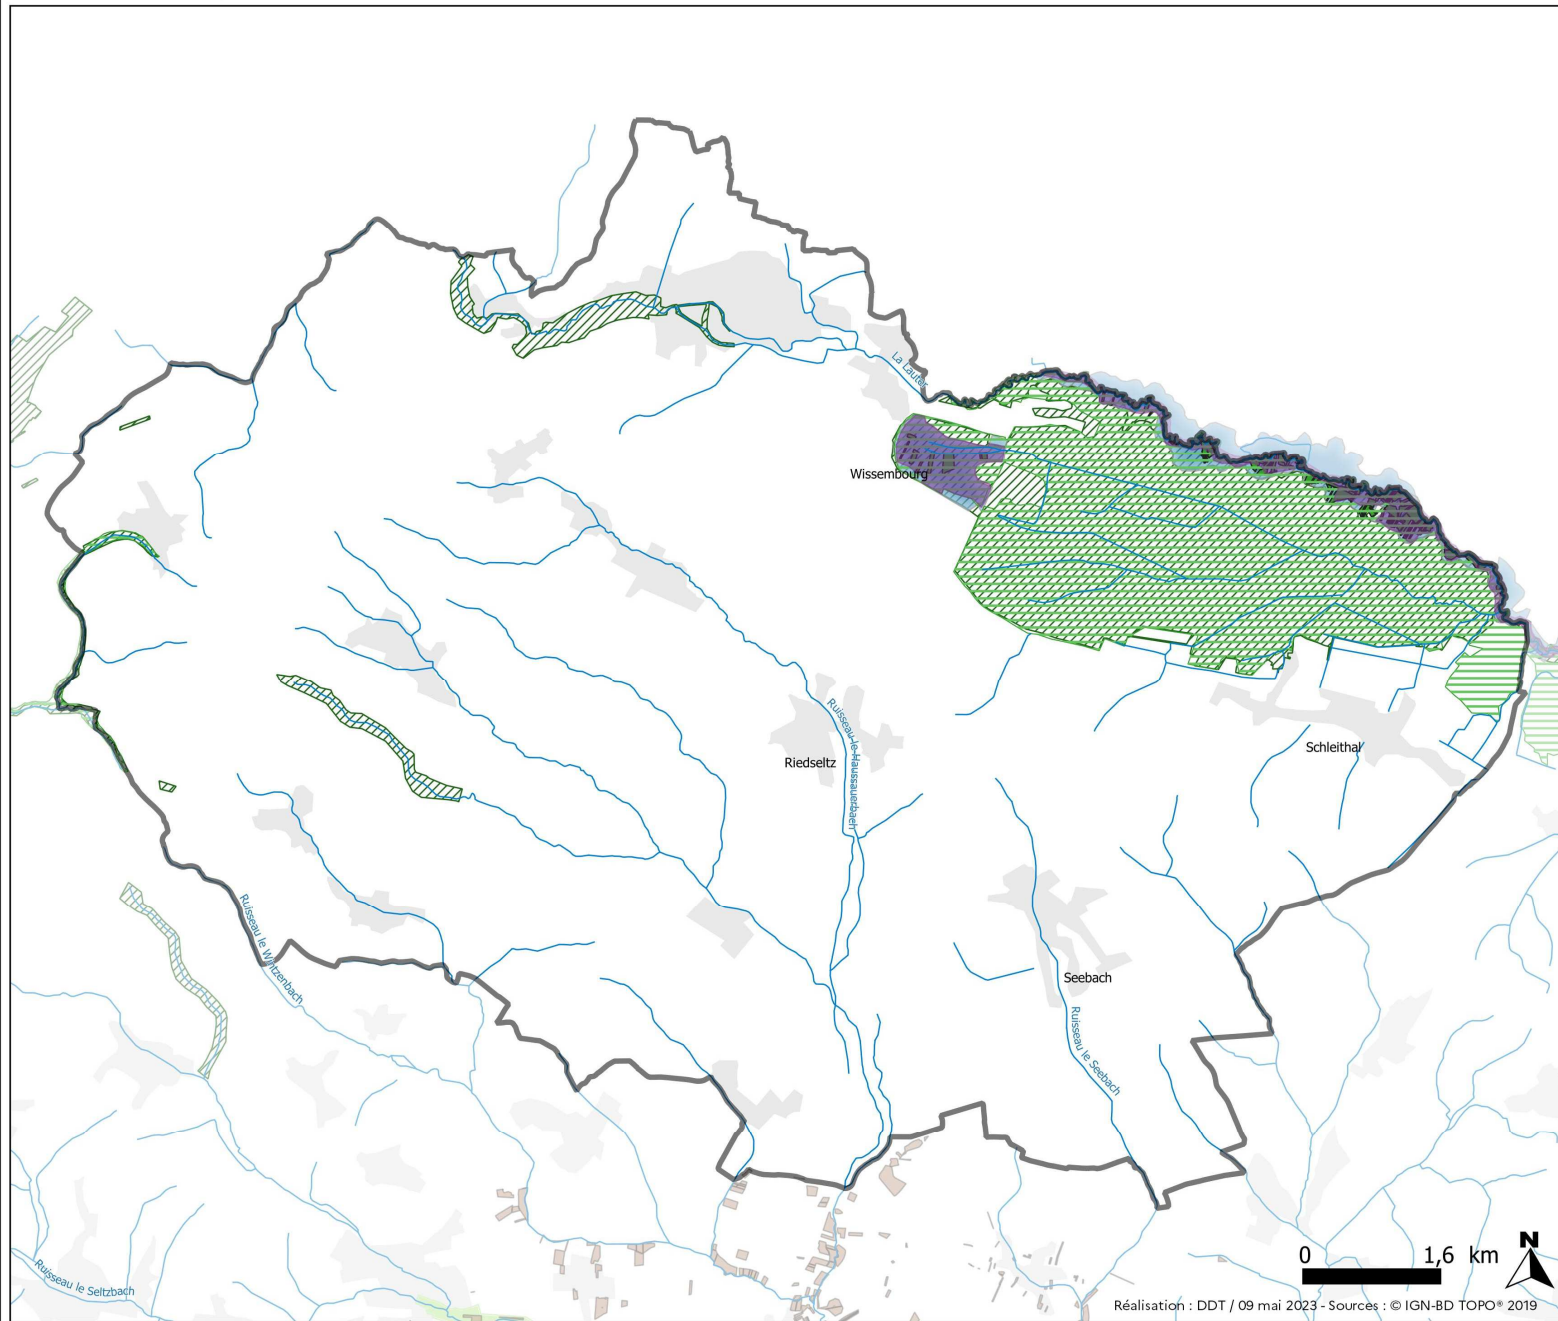 La Lauter
Wissembourg
Ruisseau le Haussauerbach
Riedseltz
Schleithal
Ruisseau le Wintzenbach
Seebach
Ruisseau le Seebach
Ruisseau le Seltzbach
N
0 1,6 km
Réalisation : DDT / 09 mai 2023 - Sources : © IGN-BD TOPO® 2019